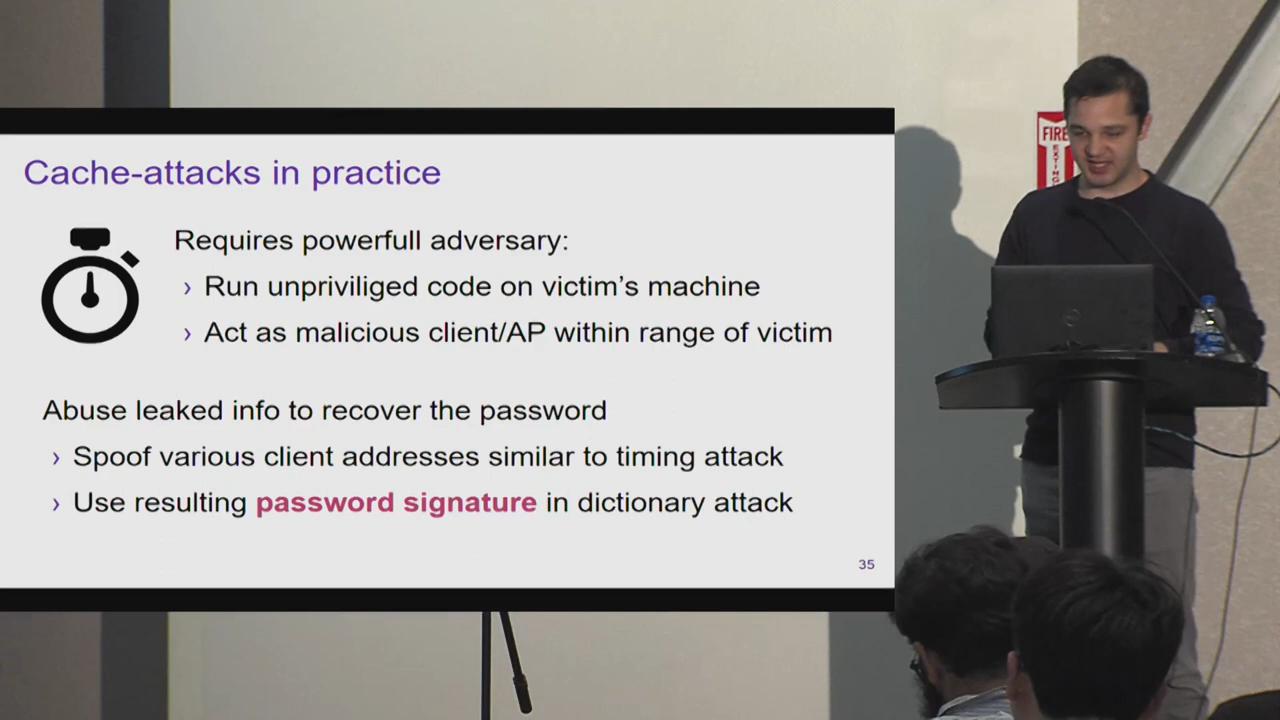 Cache-attacks in practice
Requires powerfull adversary:
› Run unpriviliged code on victim's machine
› Act as malicious client/AP within range of victim
Abuse leaked info to recover the password
› Spoof various client addresses similar to timing attack
› Use resulting password signature in dictionary attack
35
FIRE